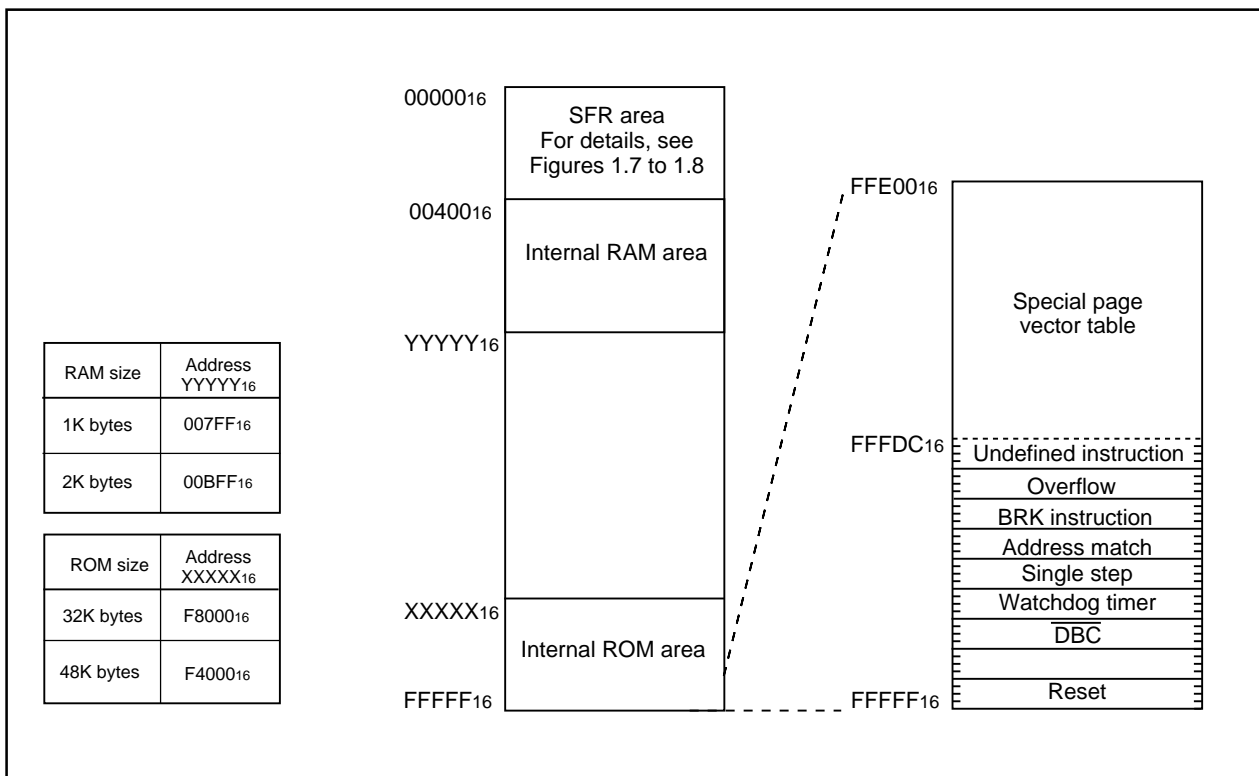 0000016
SFR area
For details, see
Figures 1.7 to 1.8
0040016
Internal RAM area
YYYYY16
XXXXX16
Internal ROM area
FFFFF16
RAM size
Address
YYYYY16
1K bytes
007FF16
2K bytes
00BFF16
ROM size
Address
XXXXX16
32K bytes
F800016
48K bytes
F400016
FFE0016
Special page
vector table
FFFDC16
Undefined instruction
Overflow
BRK instruction
Address match
Single step
Watchdog timer
DBC
Reset
FFFFF16